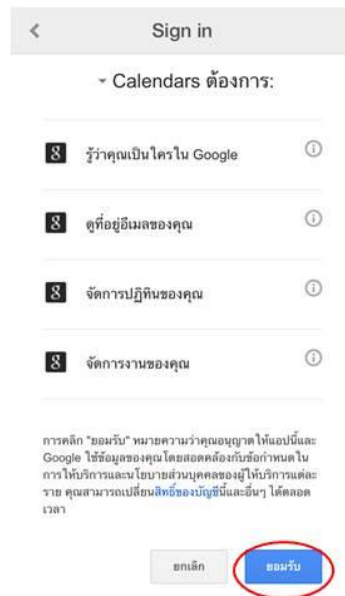 Sign in
Calendars ต้องการ:
รู้ว่าคุณเป็นใครใน Google
ดูที่อยู่อีเมลของคุณ
จัดการปฏิทินของคุณ
จัดการงานของคุณ
การคลิก "ยอมรับ" หมายความว่าคุณอนุญาตให้แอปนี้และ
Google ใช้ข้อมูลของคุณโดยสอดคล้องกับข้อกำหนดใน
การให้บริการและนโยบายส่วนบุคคลของผู้ให้บริการแต่ละ
ราย คุณสามารถเปลี่ยนสิทธิ์ของบัญชีนี้และอื่นๆ ได้ตลอด
เวลา
ยกเลิก ยอมรับ